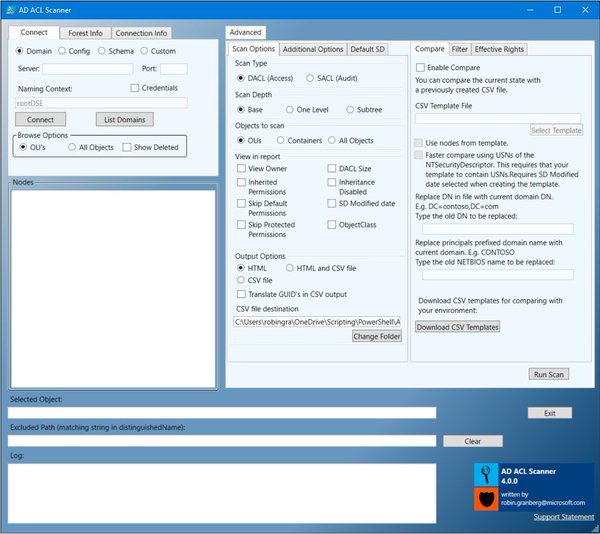 AD ACL Scanner
Connect Forest Info Connection Info
Domain Config Schema Custom
Server: Port:
Naming Context: Credentials
rootDSE
Connect List Domains
Browse Options
OU's All Objects Show Deleted
Nodes
Advanced
Scan Options Additional Options Default SD
Scan Type
DACL (Access) SACL (Audit)
Scan Depth
Base One Level Subtree
Objects to scan
OUs Containers All Objects
View in report
View Owner DACL Size
Inherited Permissions
Inheritance Disabled
Skip Default Permissions
SD Modified date
Skip Protected Permissions
ObjectClass
Output Options
HTML HTML and CSV file
CSV file
Translate GUID's in CSV output
CSV file destination
C:\Users\robingra\OneDrive\Scripting\PowerShell\A
Change Folder
Compare Filter Effective Rights
Enable Compare
You can compare the current state with
a previously created CSV file.
CSV Template File
Select Template
Use nodes from template.
Faster compare using USNs of the
NTSecurityDescriptor. This requires that your
template to contain USNs.Requires SD Modified
date selected when creating the template.
Replace DN in file with current domain DN.
E.g. DC=contoso,DC=com
Type the old DN to be replaced:
Replace principals prefixed domain name with
current domain. E.g. CONTOSO
Type the old NETBIOS name to be replaced:
Download CSV templates for comparing with
your environment:
Download CSV Templates
Run Scan
Selected Object:
Exit
Excluded Path (matching string in distinguishedName):
Clear
Log:
AD ACL Scanner
4.0.0
written by
robin.granberg@microsoft.com
Support Statement